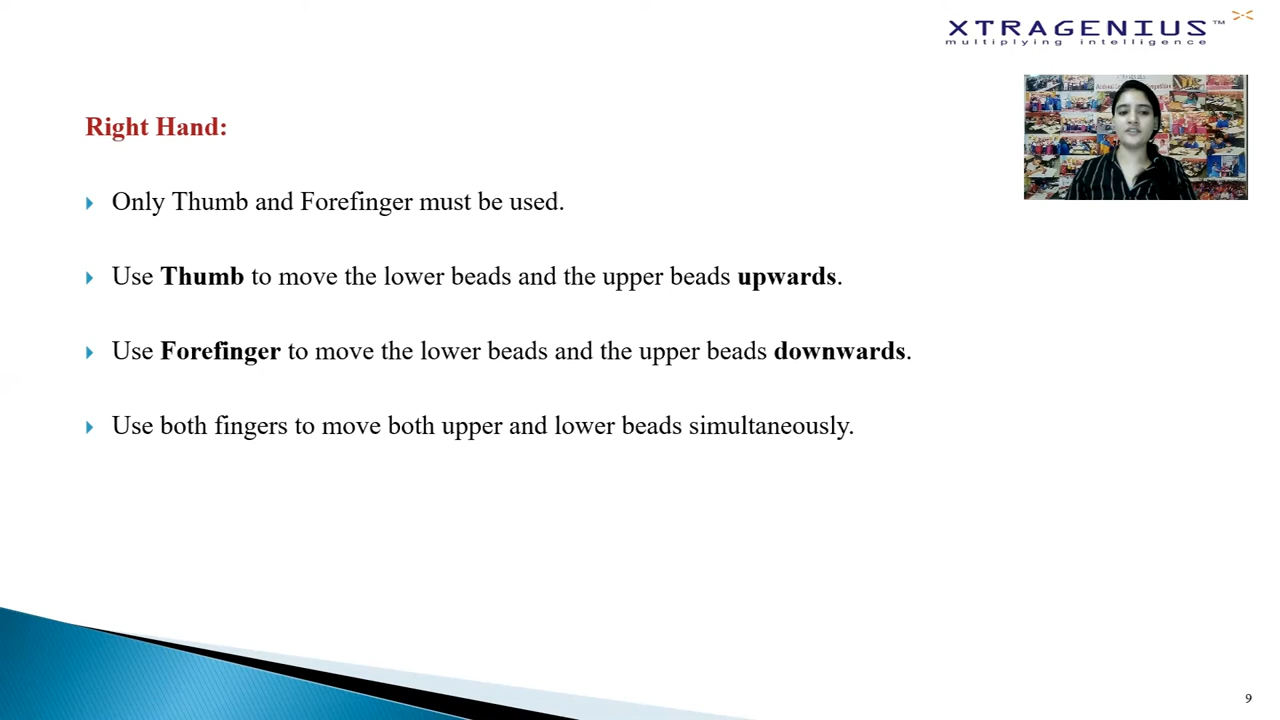 XTRAGENIUS™
multiplying intelligence
Right Hand:
Only Thumb and Forefinger must be used.
Use Thumb to move the lower beads and the upper beads upwards.
Use Forefinger to move the lower beads and the upper beads downwards.
Use both fingers to move both upper and lower beads simultaneously.
9